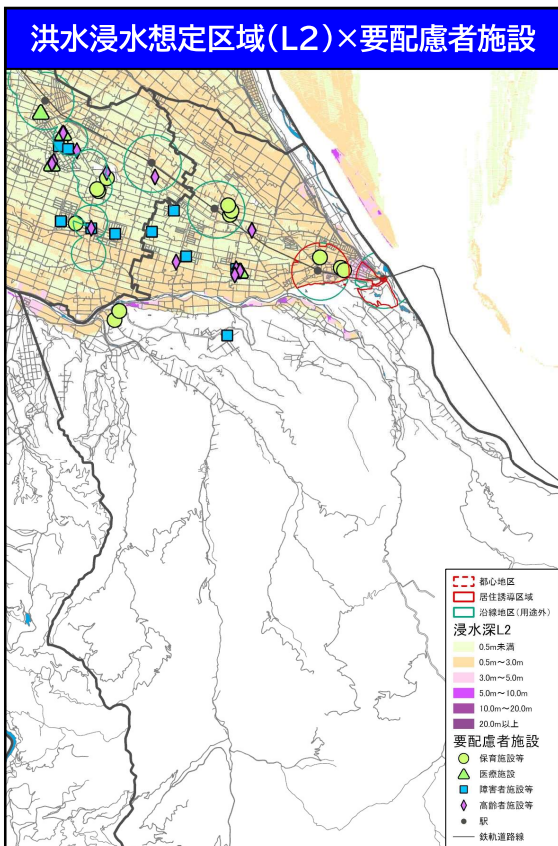 洪水浸水想定区域(L2)×要配慮者施設
都心地区
居住誘導区域
沿線地区(用途外)
浸水深L2
0.5m未満
0.5m～3.0m
3.0m～5.0m
5.0m～10.0m
10.0m～20.0m
20.0m以上
要配慮者施設
保育施設等
医療施設
障害者施設等
高齢者施設等
駅
鉄軌道路線